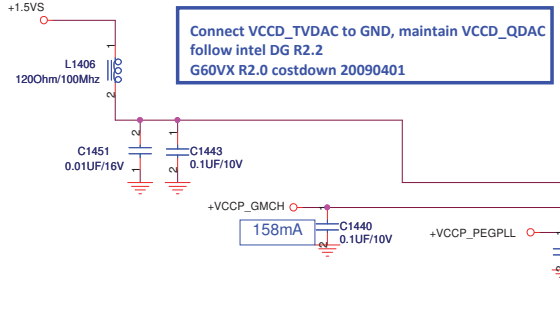 +1.5VS
Connect VCCD_TVDAC to GND, maintain VCCD_QDAC
follow intel DG R2.2
G60VX R2.0 costdown 20090401
1
L1406
120Ohm/100Mhz
2
2
1
C1451
C1443
0.01UF/16V
0.1UF/10V
1
2
+VCCP_GMCH
1
158mA
C1440
0.1UF/10V
2
+VCCP_PEGPLL